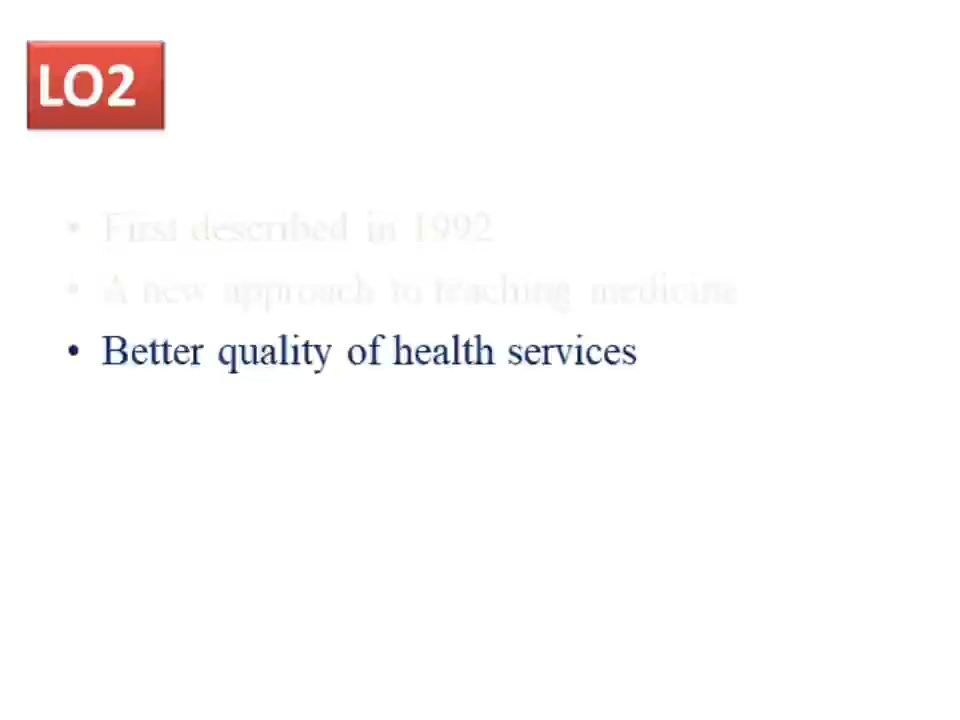 LO2
• First described in 1992
• A new approach to teaching medicine
• Better quality of health services